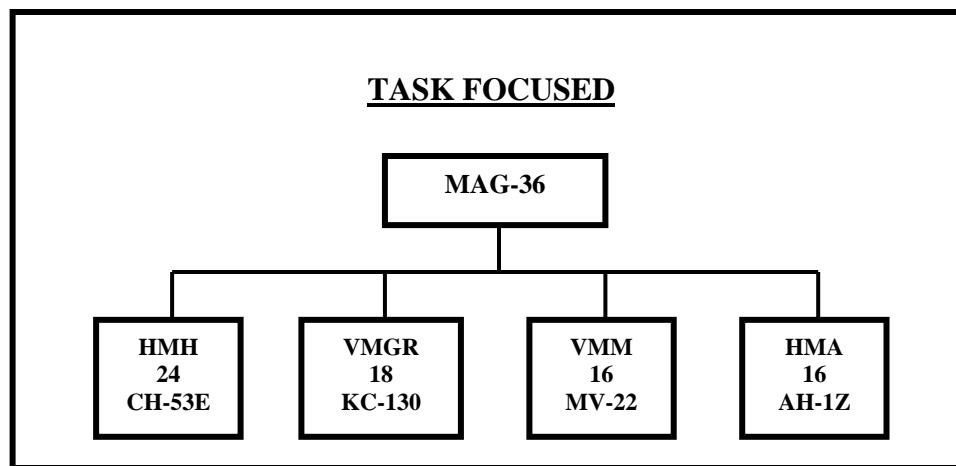 TASK FOCUSED
MAG-36
HMH
24
CH-53E
VMGR
18
KC-130
VMM
16
MV-22
HMA
16
AH-1Z